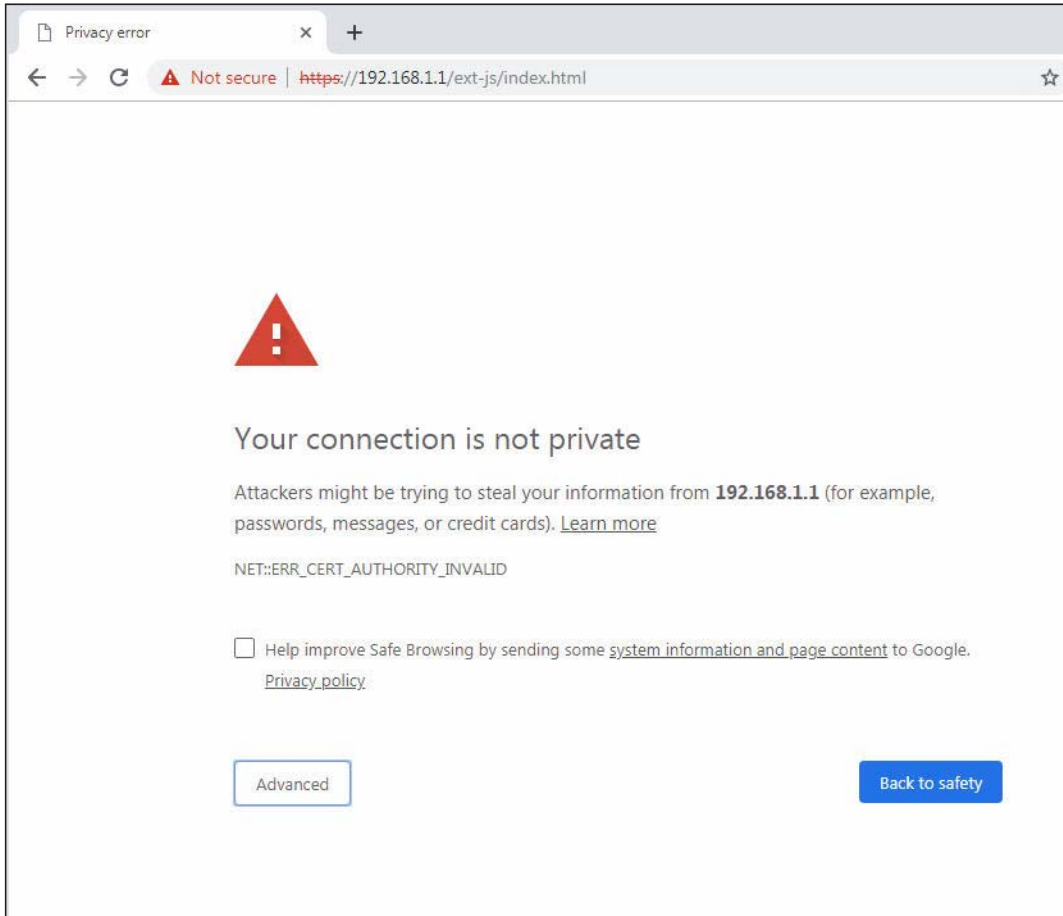 Privacy error
Not secure | https://192.168.1.1/ext-js/index.html
Your connection is not private
Attackers might be trying to steal your information from 192.168.1.1 (for example,
passwords, messages, or credit cards). Learn more
NET::ERR_CERT_AUTHORITY_INVALID
Help improve Safe Browsing by sending some system information and page content to Google.
Privacy policy
Advanced
Back to safety